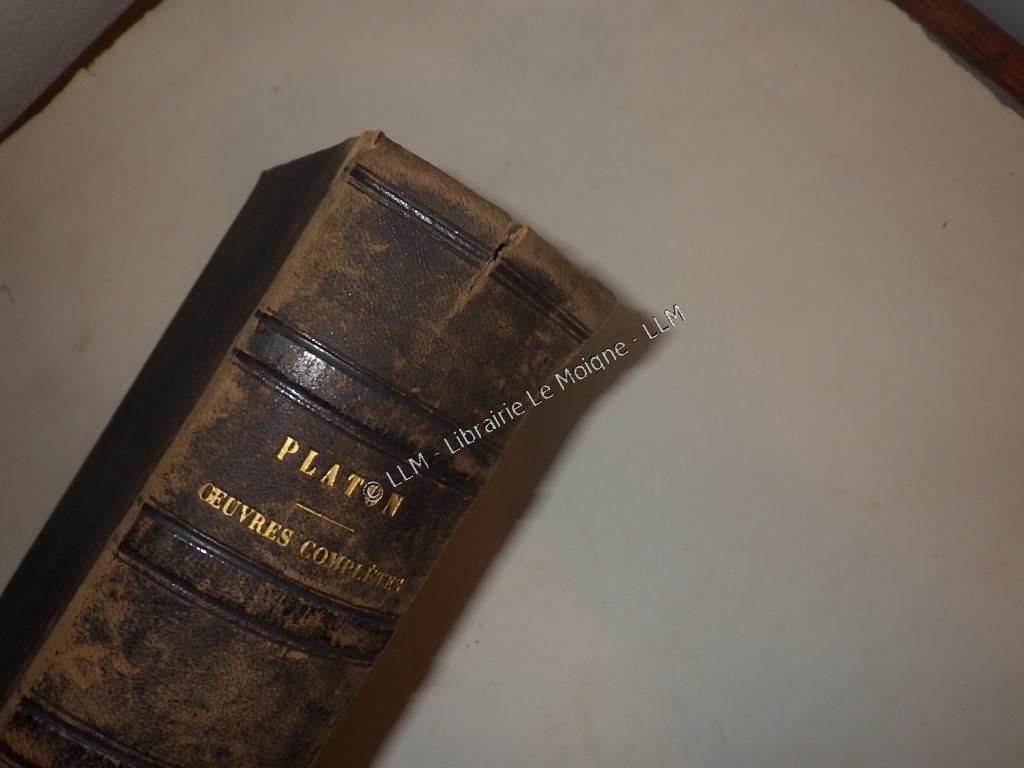 PLATON
ŒUVRES COMPLÈTES
© LLM - Librairie Le Moigne - LLM